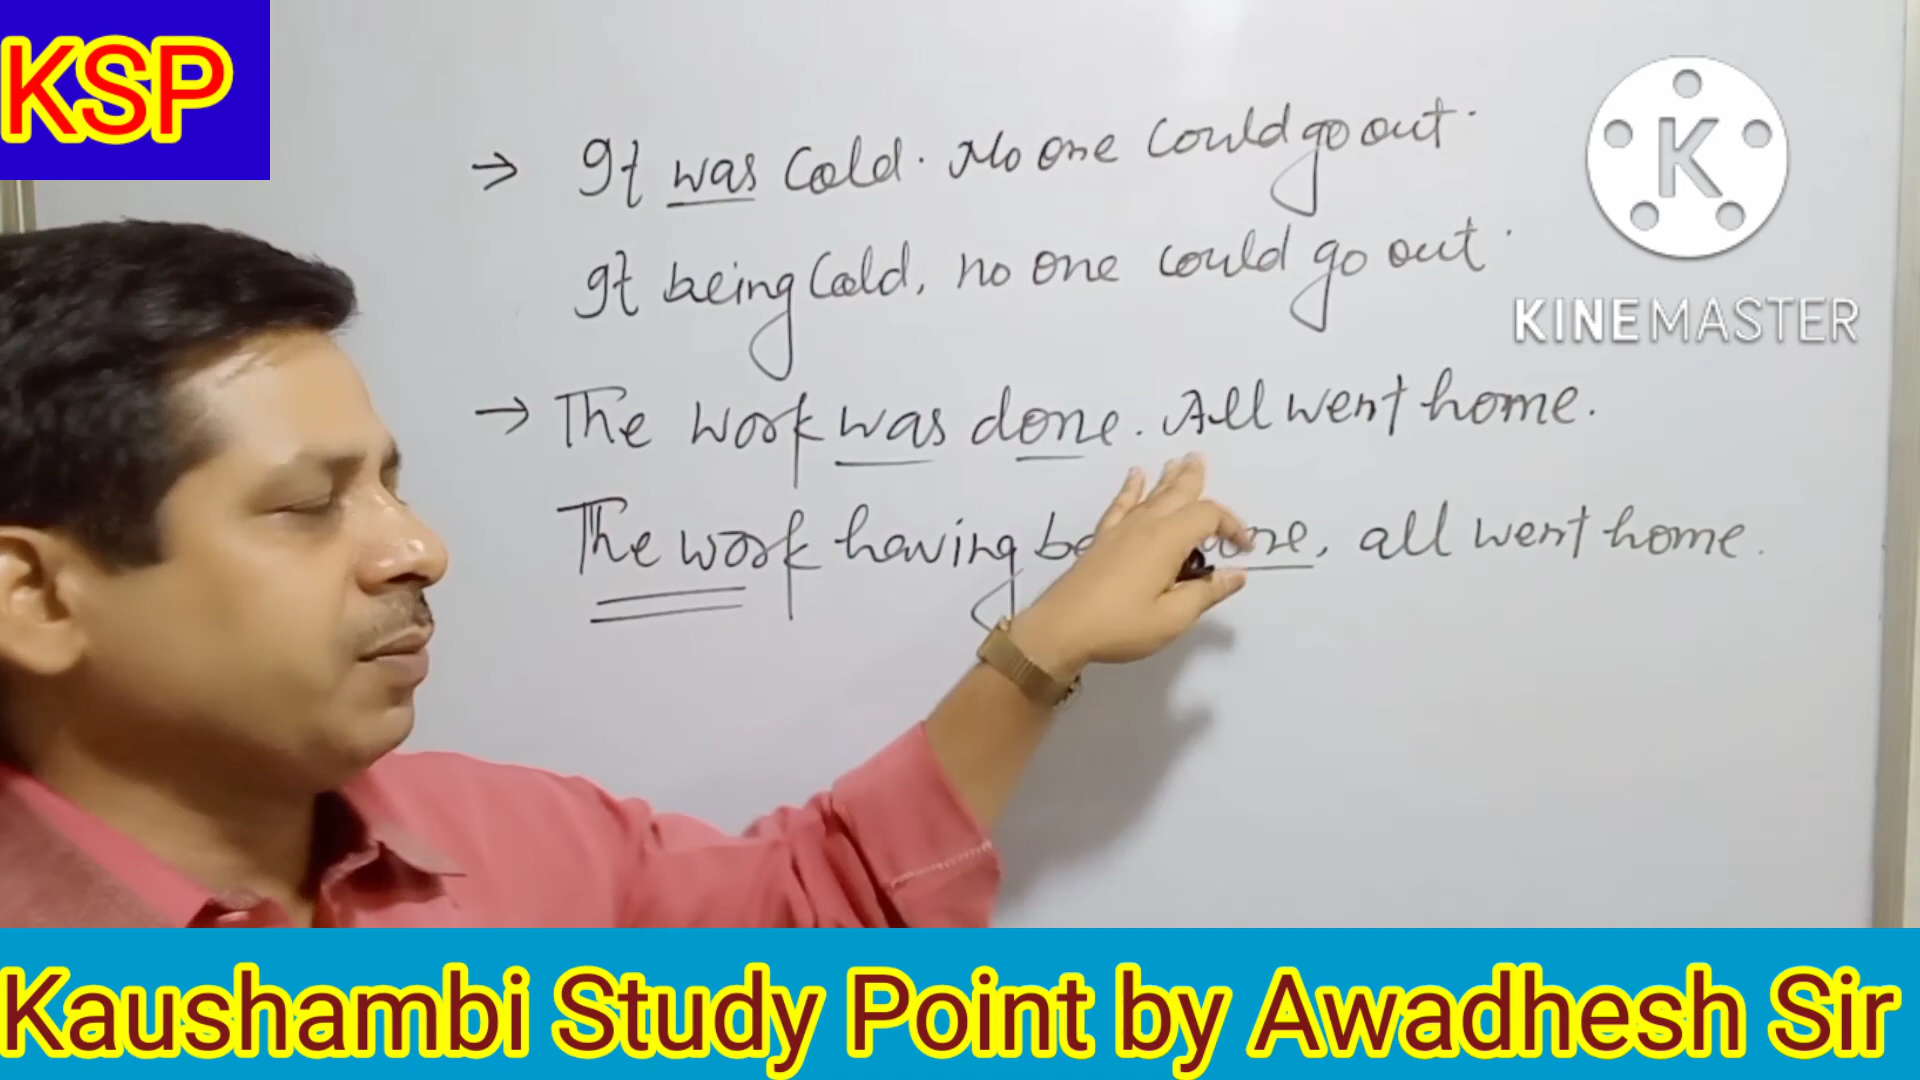 KSP
→ It was Cold. No one could go out.
It being Cold, no one could go out.
K
KINEMASTER
→ The work was done. All went home.
The work having done, all went home.
Kaushambi Study Point by Awadhesh Sir